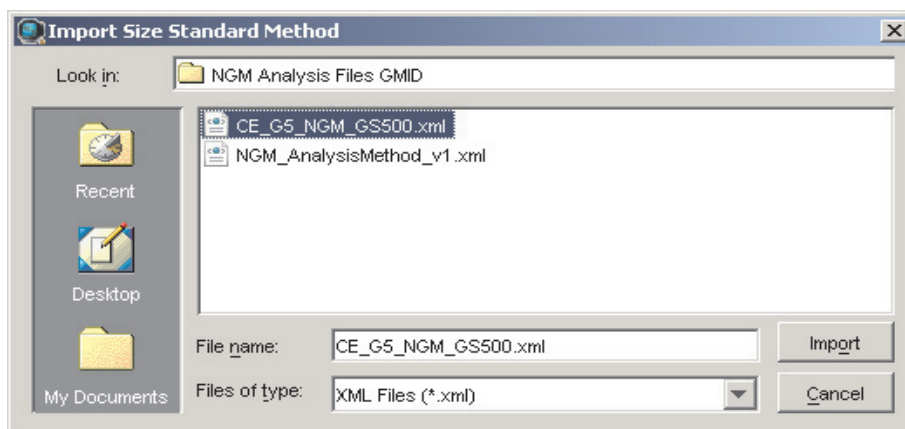 Import Size Standard Method
Look in: NGM Analysis Files GMID
Recent
Desktop
My Documents
CE_G5_NGM_GS500.xml
NGM_AnalysisMethod_v1.xml
File name: CE_G5_NGM_GS500.xml Import
Files of type: XML Files (*.xml) Cancel